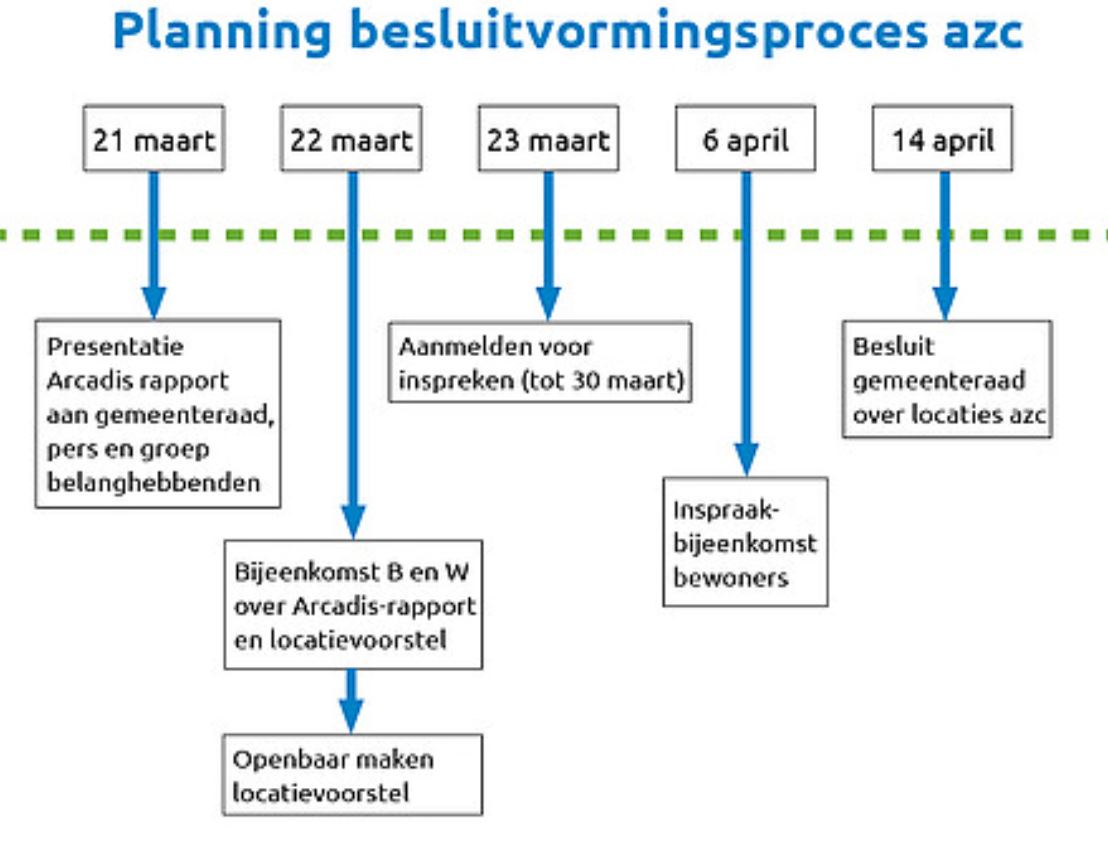 Planning besluitvormingsproces azc
21 maart
22 maart
23 maart
6 april
14 april
Presentatie
Arcadis rapport
aan gemeenteraad,
pers en groep
belanghebbenden
Bijeenkomst B en W
over Arcadis-rapport
en locatievoorstel
Openbaar maken
locatievoorstel
Aanmelden voor
inspreken (tot 30 maart)
Inspraak-
bijeenkomst
bewoners
Besluit
gemeenteraad
over locaties azc